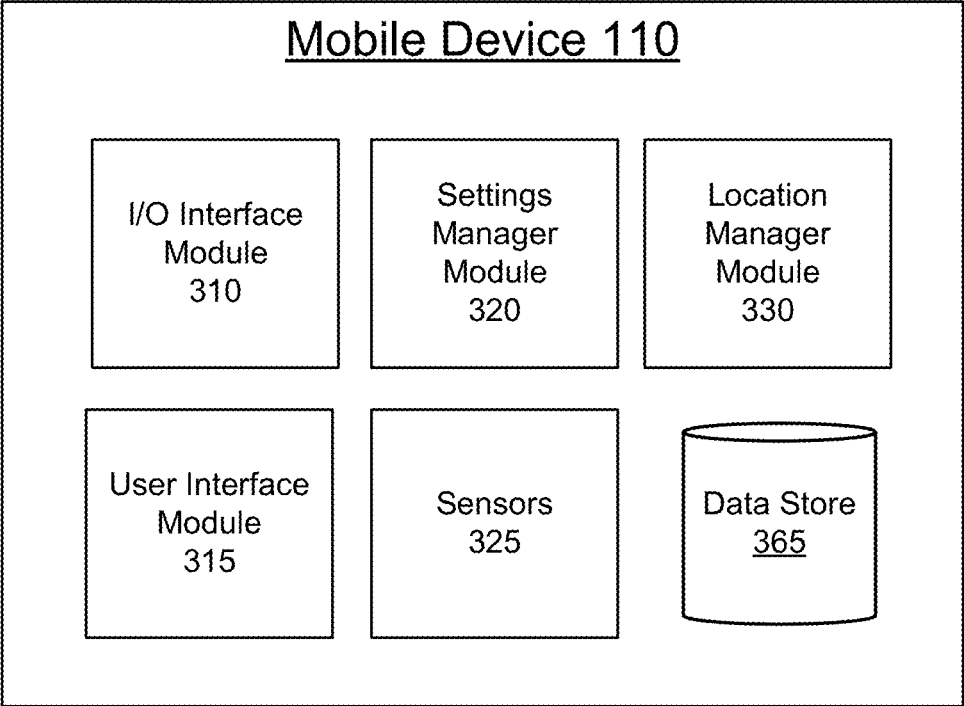 Mobile Device 110
I/O Interface
Module
310
Settings
Manager
Module
320
Location
Manager
Module
330
User Interface
Module
315
Sensors
325
Data Store
365